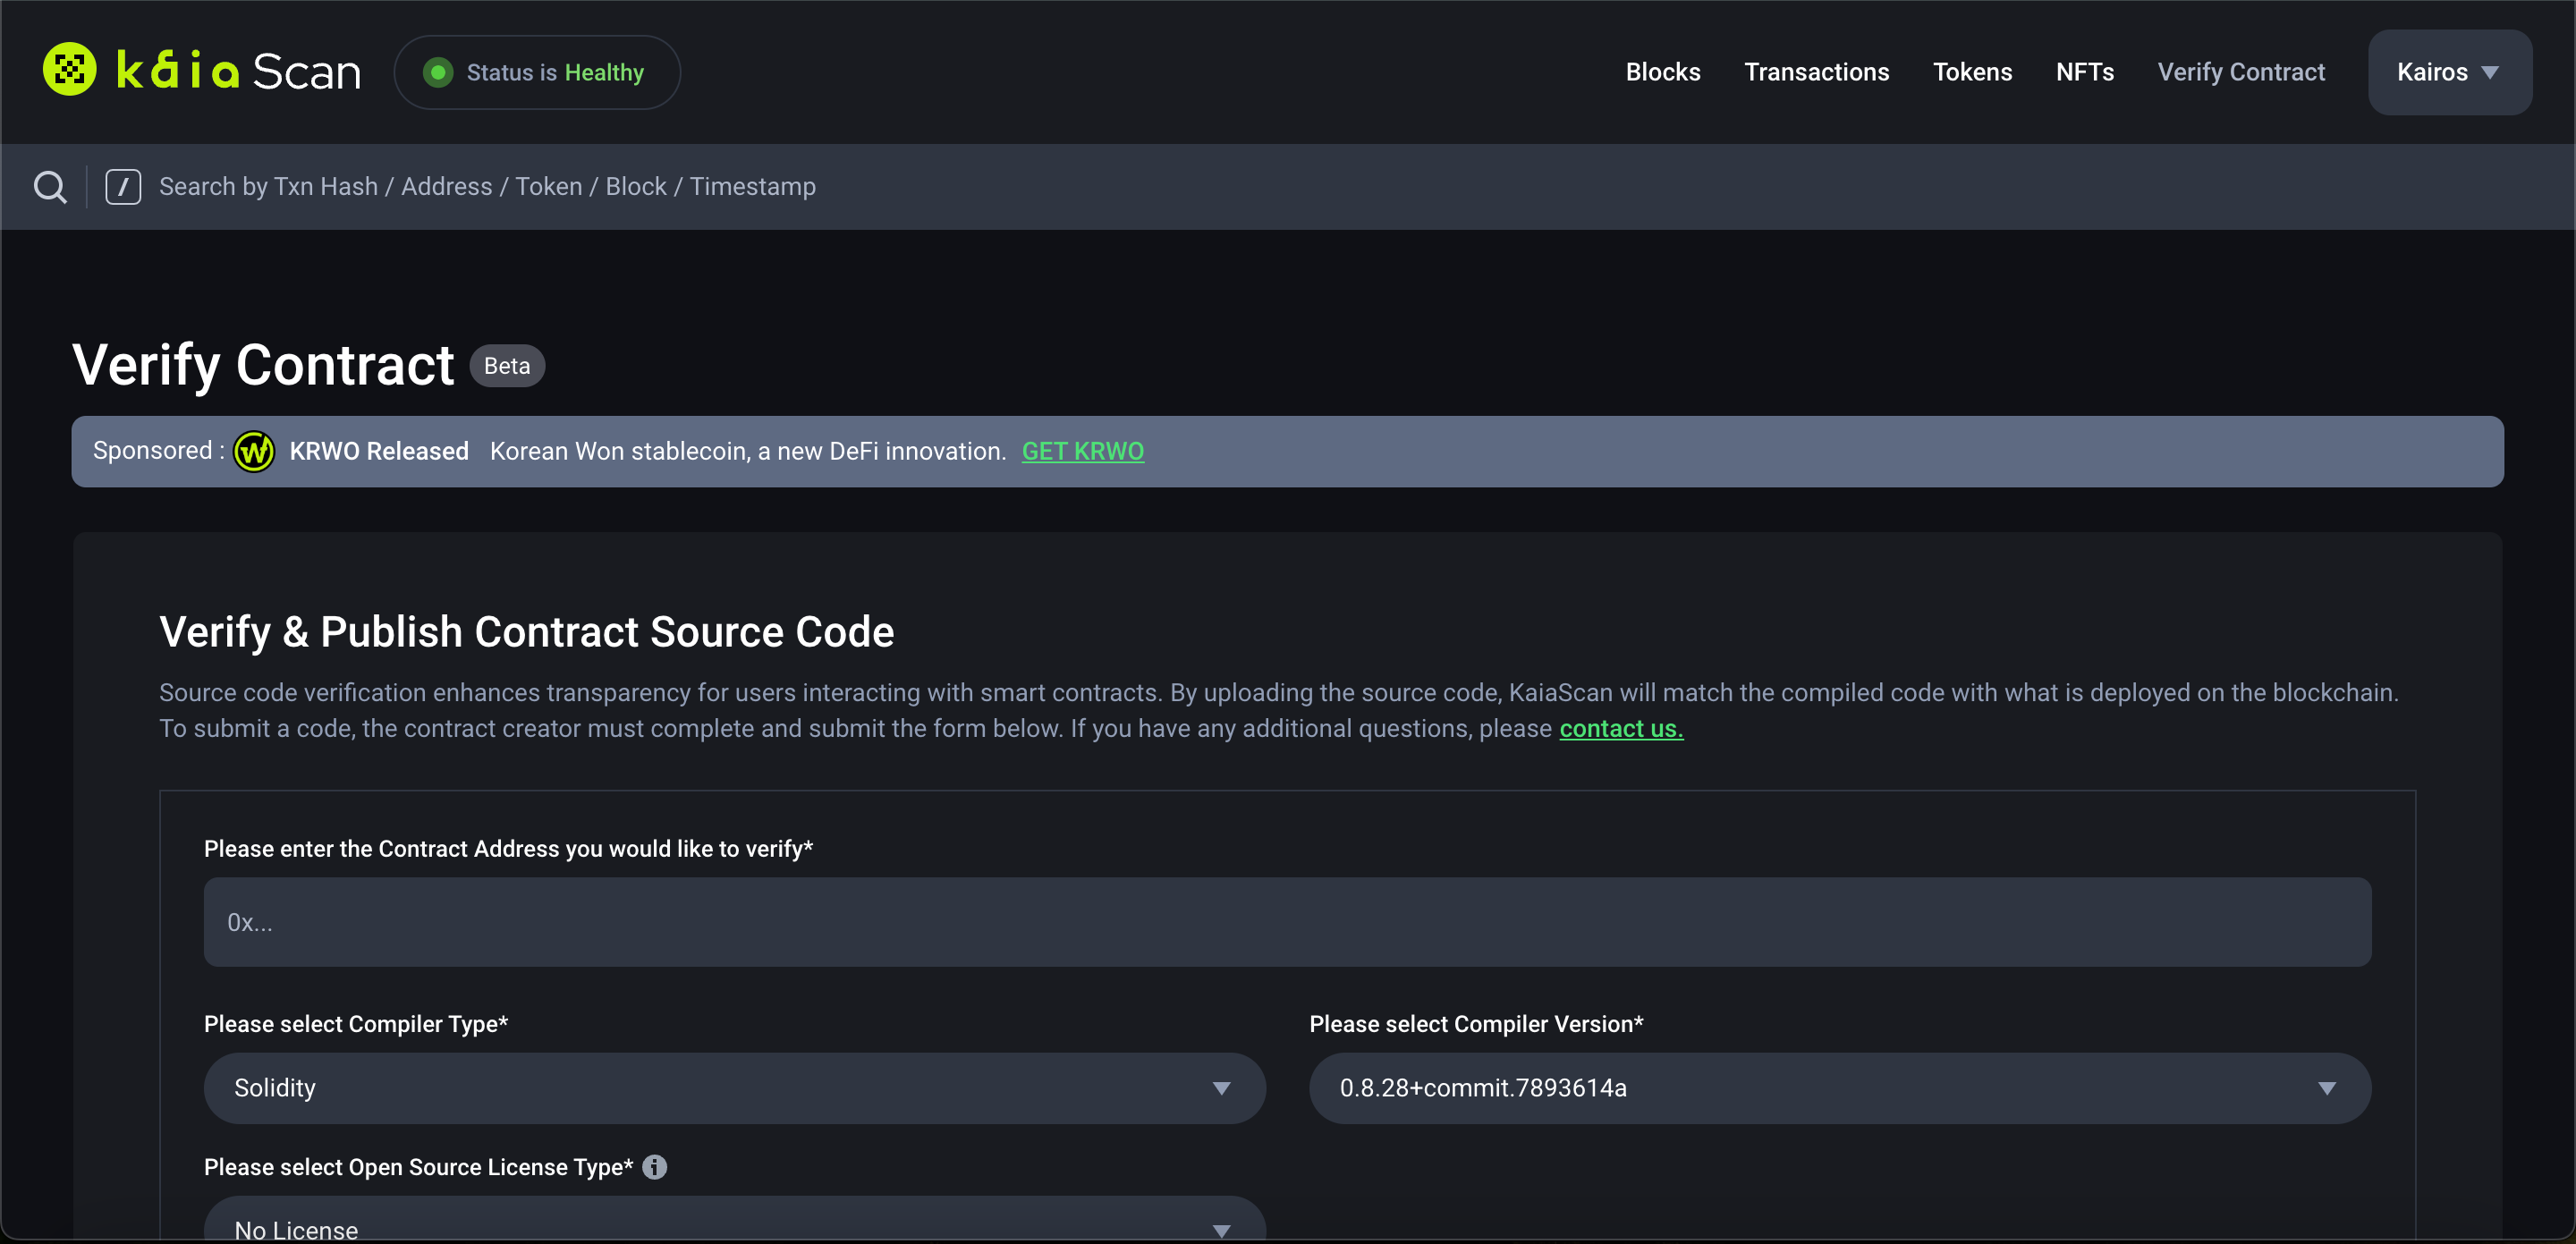 kaia Scan
Status is Healthy
Blocks
Transactions
Tokens
NFTs
Verify Contract
Kairos
/
Search by Txn Hash / Address / Token / Block / Timestamp
Verify Contract
Beta
Sponsored : KRWO Released Korean Won stablecoin, a new DeFi innovation. GET KRWO
Verify & Publish Contract Source Code
Source code verification enhances transparency for users interacting with smart contracts. By uploading the source code, KaiaScan will match the compiled code with what is deployed on the blockchain.
To submit a code, the contract creator must complete and submit the form below. If you have any additional questions, please contact us.
Please enter the Contract Address you would like to verify*
0x...
Please select Compiler Type*
Please select Compiler Version*
Solidity
0.8.28+commit.7893614a
Please select Open Source License Type*
No License